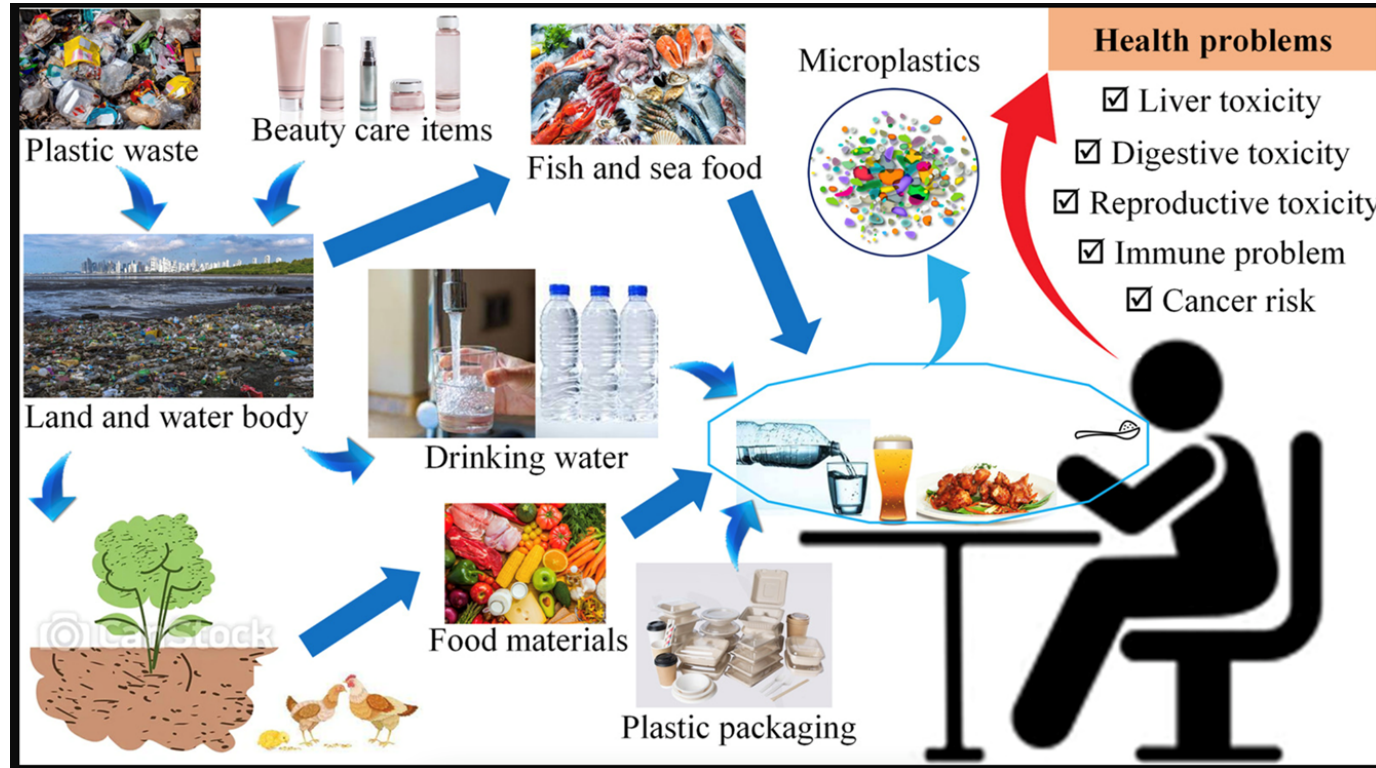 Plastic waste
Beauty care items
Fish and sea food
Microplastics
Health problems
☑ Liver toxicity
☑ Digestive toxicity
☑ Reproductive toxicity
☑ Immune problem
☑ Cancer risk
Land and water body
Drinking water
Food materials
Plastic packaging
CanStock